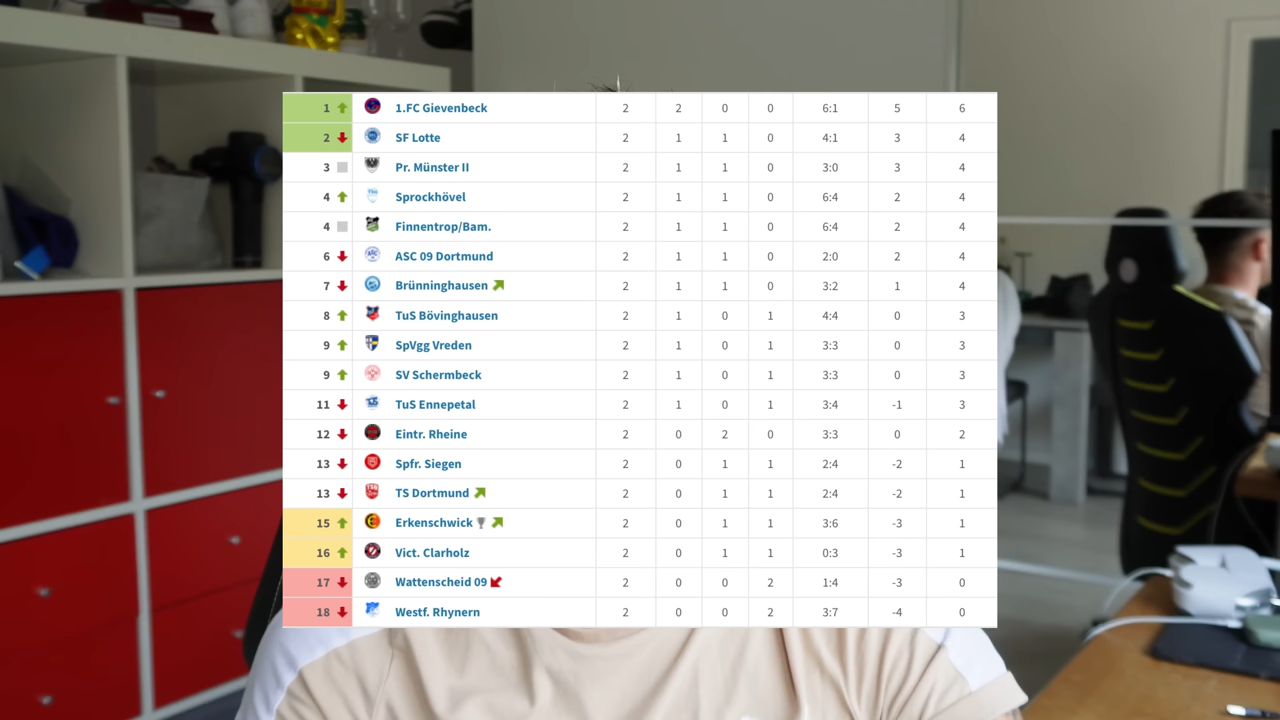 1 1.FC Gievenbeck 2 2 0 0 6:1 5 6
2 SF Lotte 2 1 1 0 4:1 3 4
3 Pr. Münster II 2 1 1 0 3:0 3 4
4 Sprockhövel 2 1 1 0 6:4 2 4
4 Finnentrop/Bam. 2 1 1 0 6:4 2 4
6 ASC 09 Dortmund 2 1 1 0 2:0 2 4
7 Brünninghausen 2 1 1 0 3:2 1 4
8 TuS Bövinghausen 2 1 0 1 4:4 0 3
9 SpVgg Vreden 2 1 0 1 3:3 0 3
9 SV Schermbeck 2 1 0 1 3:3 0 3
11 TuS Ennepetal 2 1 0 1 3:4 -1 3
12 Eintr. Rheine 2 0 2 0 3:3 0 2
13 Spfr. Siegen 2 0 1 1 2:4 -2 1
13 TS Dortmund 2 0 1 1 2:4 -2 1
15 Erkenschwick 2 0 1 1 3:6 -3 1
16 Vict. Clarholz 2 0 1 1 0:3 -3 1
17 Wattenscheid 09 2 0 0 2 1:4 -3 0
18 Westf. Rhynern 2 0 0 2 3:7 -4 0